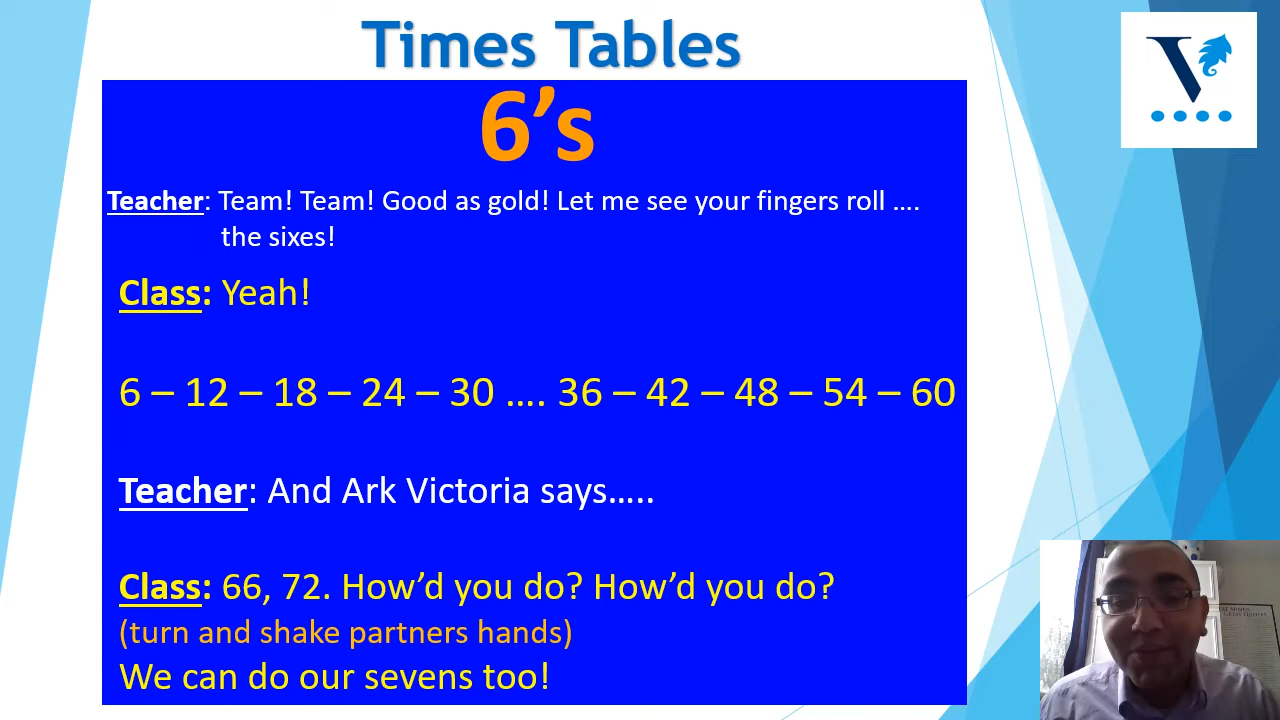 Times Tables
V
6’s
Teacher: Team! Team! Good as gold! Let me see your fingers roll ....
the sixes!
Class: Yeah!
6 – 12 – 18 – 24 – 30 .... 36 – 42 – 48 – 54 – 60
Teacher: And Ark Victoria says…..
Class: 66, 72. How’d you do? How’d you do?
(turn and shake partners hands)
We can do our sevens too!